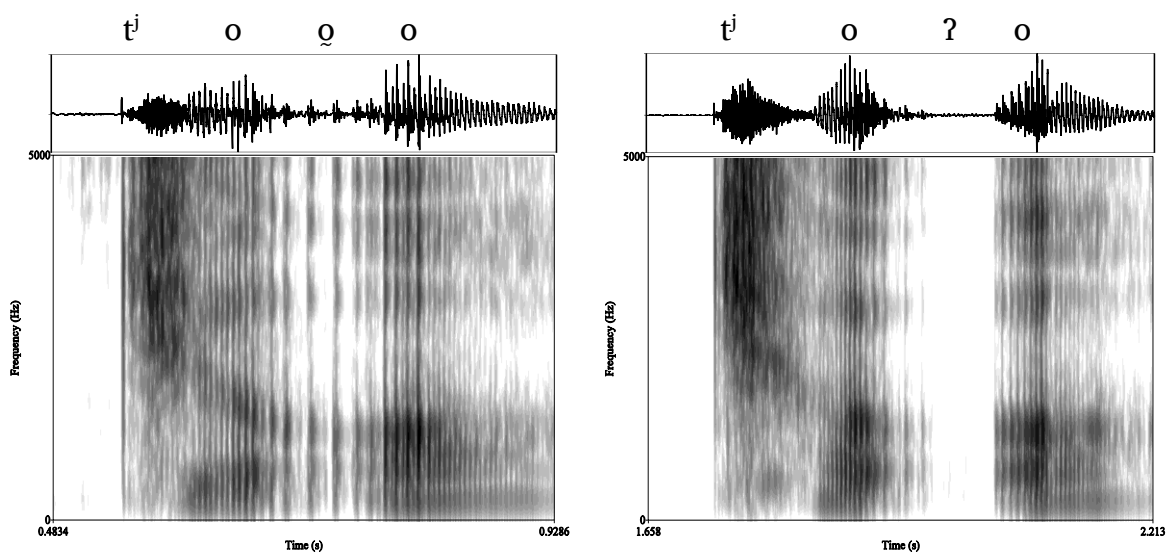 tʲ o o̰ o
5000
Frequency (Hz)
0
0.4834 0.9286
Time (s)
tʲ o ʔ o
5000
Frequency (Hz)
0
1.658 2.213
Time (s)